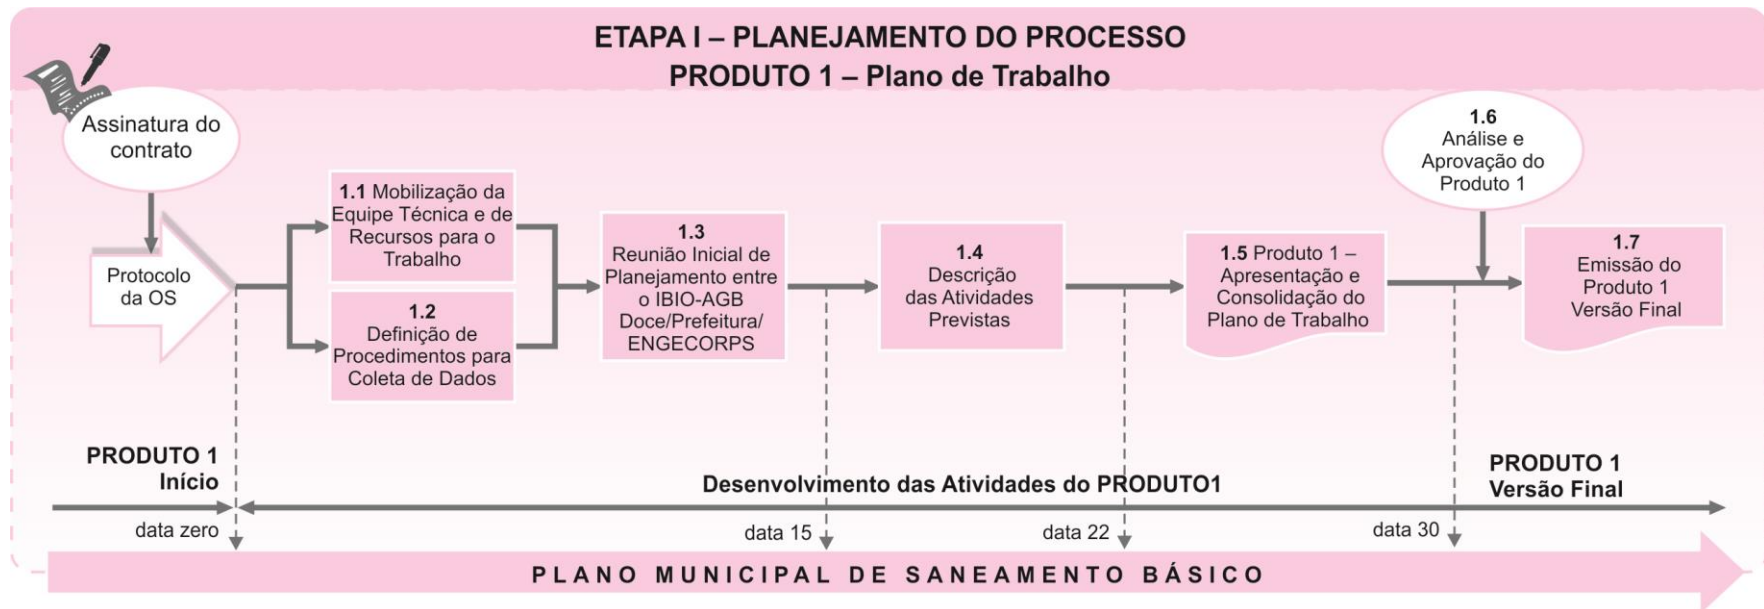 ETAPA I – PLANEJAMENTO DO PROCESSO
PRODUTO 1 – Plano de Trabalho
Assinatura do
contrato
Protocolo
da OS
1.1 Mobilização da
Equipe Técnica e de
Recursos para o
Trabalho
1.2
Definição de
Procedimentos para
Coleta de Dados
1.3
Reunião Inicial de
Planejamento entre
o IBIO-AGB
Doce/Prefeitura/
ENGECORPS
1.4
Descrição
das Atividades
Previstas
1.5 Produto 1 –
Apresentação e
Consolidação do
Plano de Trabalho
1.6
Análise e
Aprovação do
Produto 1
1.7
Emissão do
Produto 1
Versão Final
PRODUTO 1
Início
Desenvolvimento das Atividades do PRODUTO1
PRODUTO 1
Versão Final
data zero
data 15
data 22
data 30
PLANO MUNICIPAL DE SANEAMENTO BÁSICO